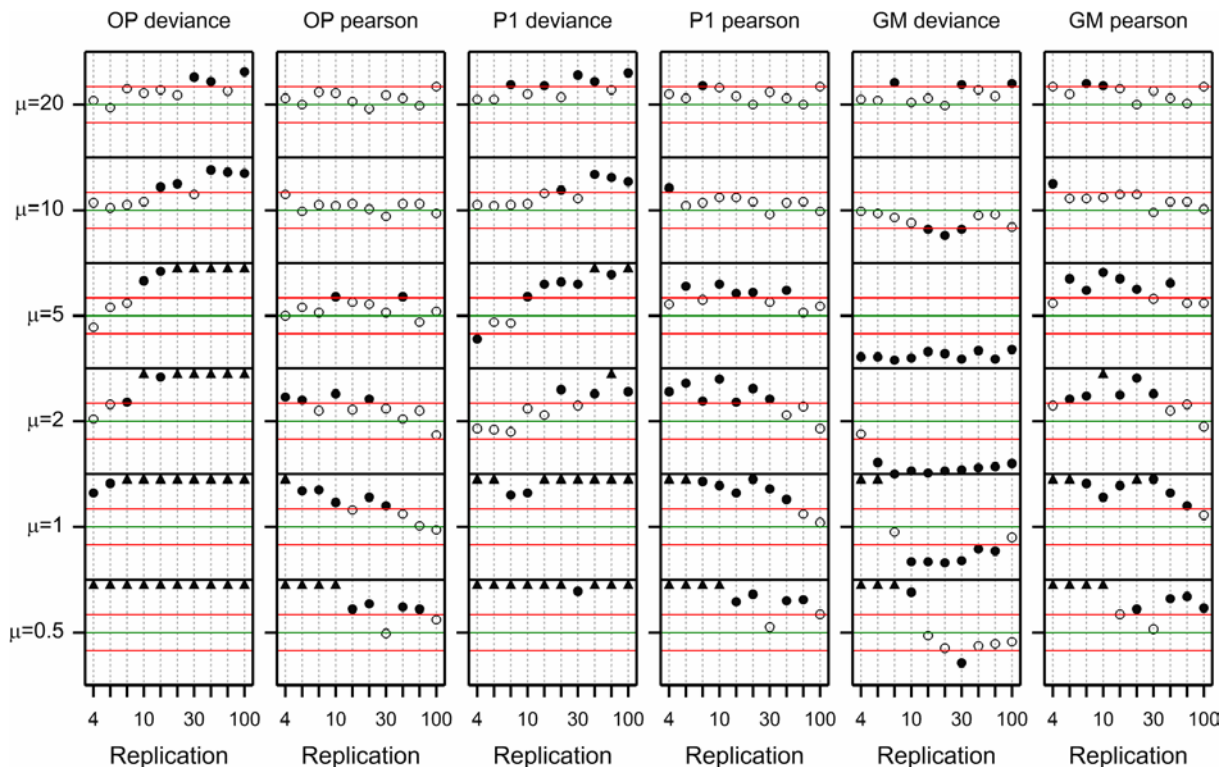 OP deviance OP pearson P1 deviance P1 pearson GM deviance GM pearson
μ=20
μ=10
μ=5
μ=2
μ=1
μ=0.5
4 10 30 100 4 10 30 100 4 10 30 100 4 10 30 100 4 10 30 100 4 10 30 100
Replication Replication Replication Replication Replication Replication